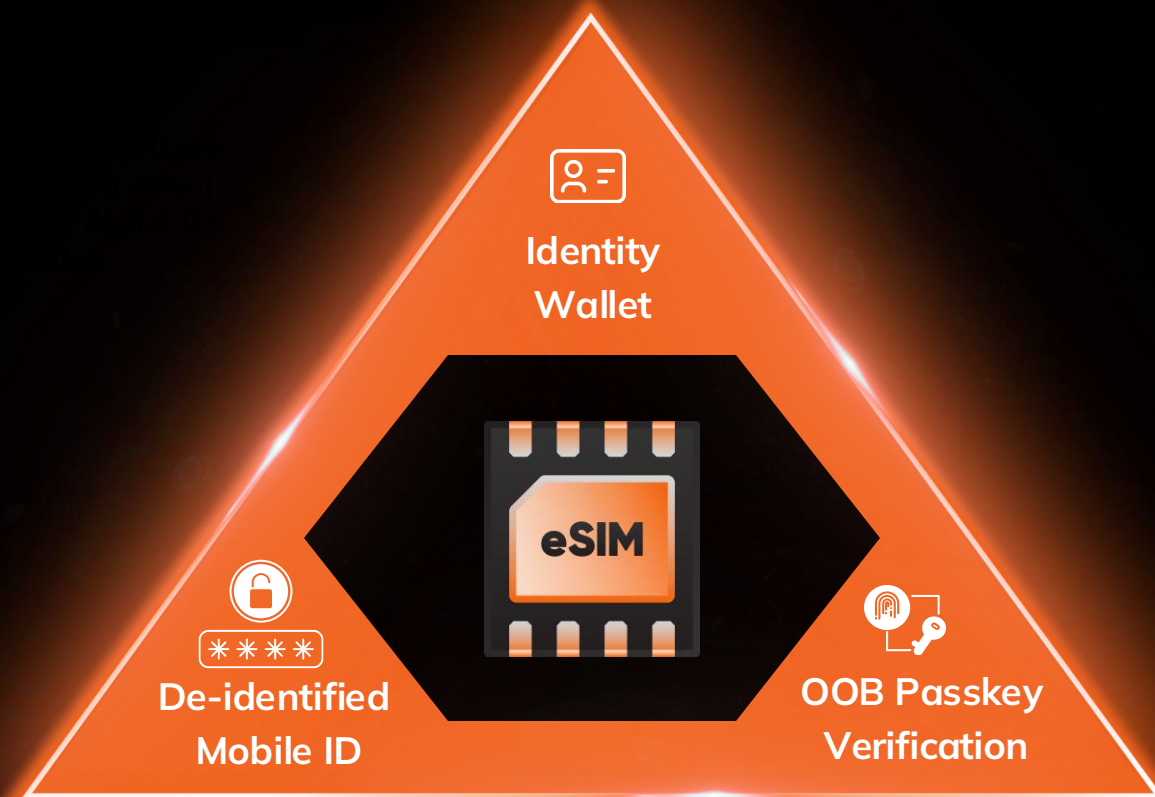 Identity
Wallet
eSIM
****
De-identified
Mobile ID
OOB Passkey
Verification